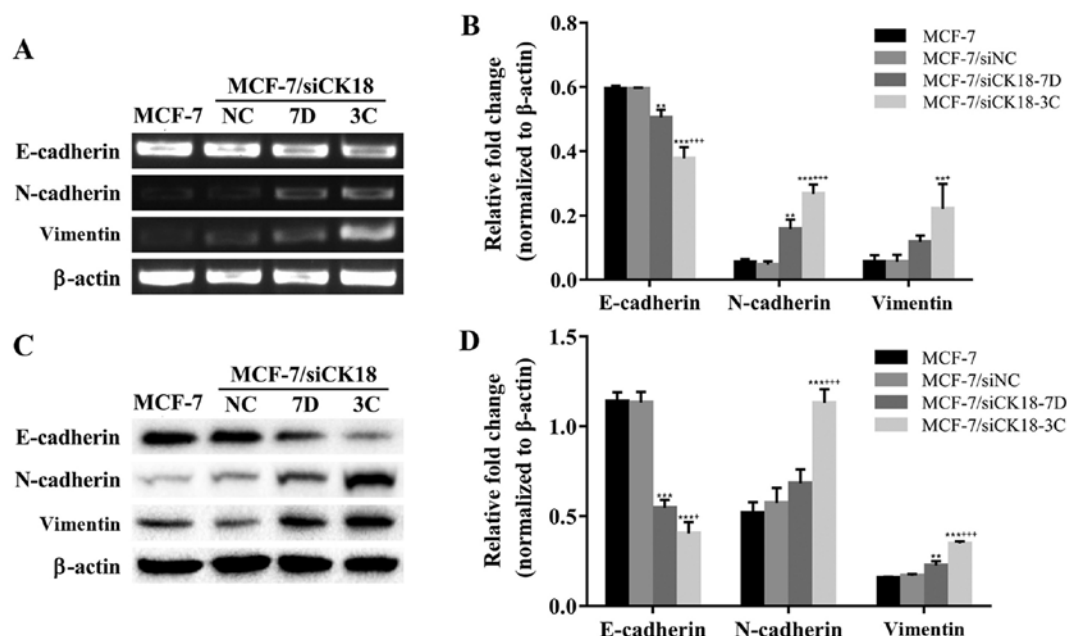 A
MCF-7/siCK18
MCF-7 NC 7D 3C
E-cadherin
N-cadherin
Vimentin
β-actin
B
Relative fold change
(normalized to β-actin)
0.8
0.6
0.4
0.2
0.0
** ***+++
** ***+++
**+
E-cadherin N-cadherin Vimentin
MCF-7
MCF-7/siNC
MCF-7/siCK18-7D
MCF-7/siCK18-3C
C
MCF-7/siCK18
MCF-7 NC 7D 3C
E-cadherin
N-cadherin
Vimentin
β-actin
D
Relative fold change
(normalized to β-actin)
1.5
1.0
0.5
0.0
*** ***+
***+++
** ***+++
E-cadherin N-cadherin Vimentin
MCF-7
MCF-7/siNC
MCF-7/siCK18-7D
MCF-7/siCK18-3C